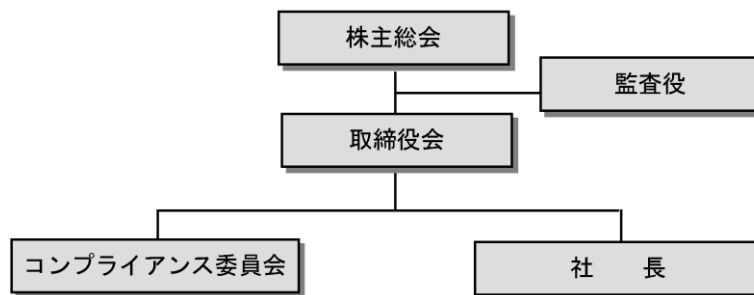 株主総会
監査役
取締役会
コンプライアンス委員会
社　　長